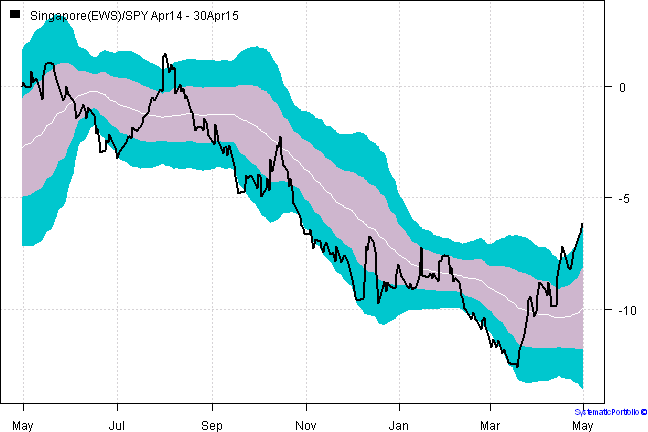 Singapore(EWS)/SPY Apr14 - 30Apr15
0
-5
-10
May Jul Sep Nov Jan Mar May
SystematicPortfolio ©